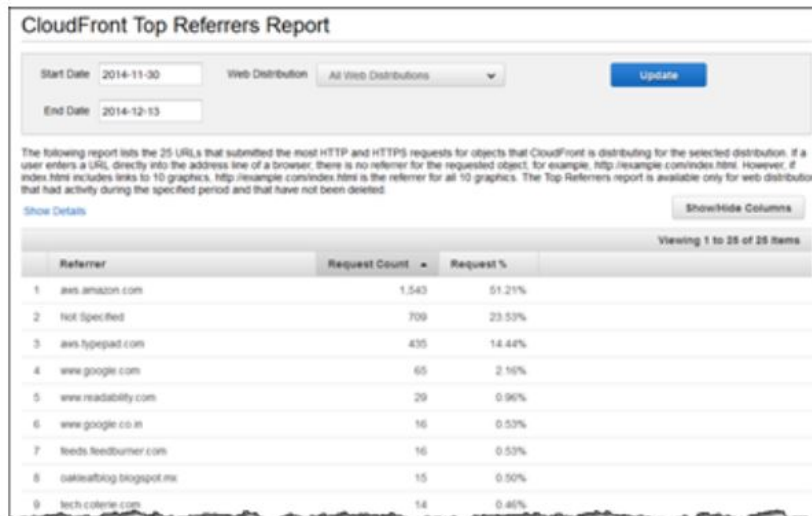 CloudFront Top Referrers Report
Start Date 2014-11-30 Web Distribution All Web Distributions Update
End Date 2014-12-13
The following report lists the 25 URLs that submitted the most HTTP and HTTPS requests for objects that CloudFront is distributing for the selected distribution. If a
user enters a URL directly into the address line of a browser, there is no referrer for the requested object, for example, http://example.com/index.html. However, if
index.html includes links to 10 graphics, http://example.com/index.html is the referrer for all 10 graphics. The Top Referrers report is available only for web distribution
that had activity during the specified period and that have not been deleted.
Show Details Show/Hide Columns
Viewing 1 to 25 of 25 Items
Referrer Request Count Request %
1 aws.amazon.com 1,543 51.21%
2 Not Specified 709 23.53%
3 aws.typepad.com 435 14.44%
4 www.google.com 65 2.16%
5 www.readability.com 29 0.96%
6 www.google.co.in 16 0.53%
7 feeds.feedburner.com 16 0.53%
8 oakleafblog.blogspot.mx 15 0.50%
9 tech.coterie.com 14 0.46%